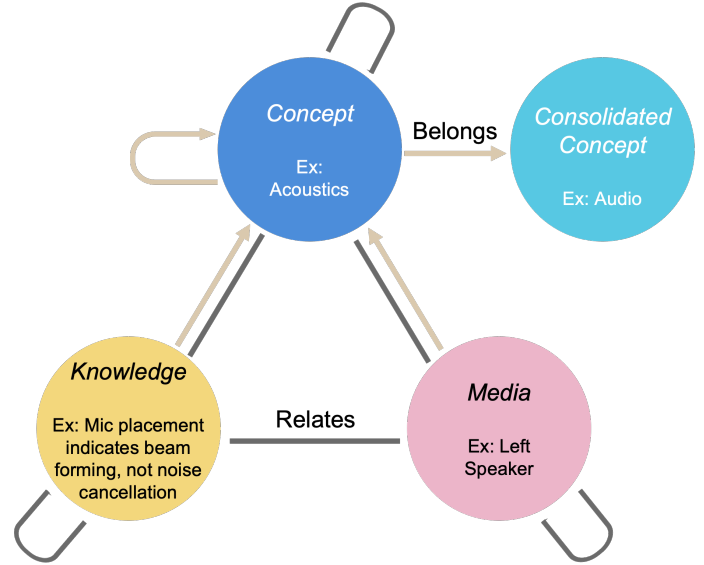 Concept
Ex:
Acoustics
Belongs
Consolidated
Concept
Ex: Audio
Knowledge
Ex: Mic placement
indicates beam
forming, not noise
cancellation
Relates
Media
Ex: Left
Speaker